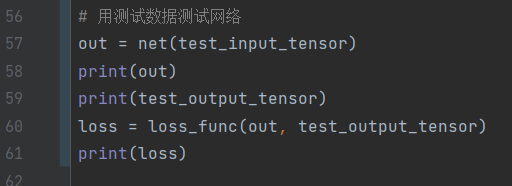 56 # 用测试数据测试网络
57 out = net(test_input_tensor)
58 print(out)
59 print(test_output_tensor)
60 loss = loss_func(out, test_output_tensor)
61 print(loss)
62